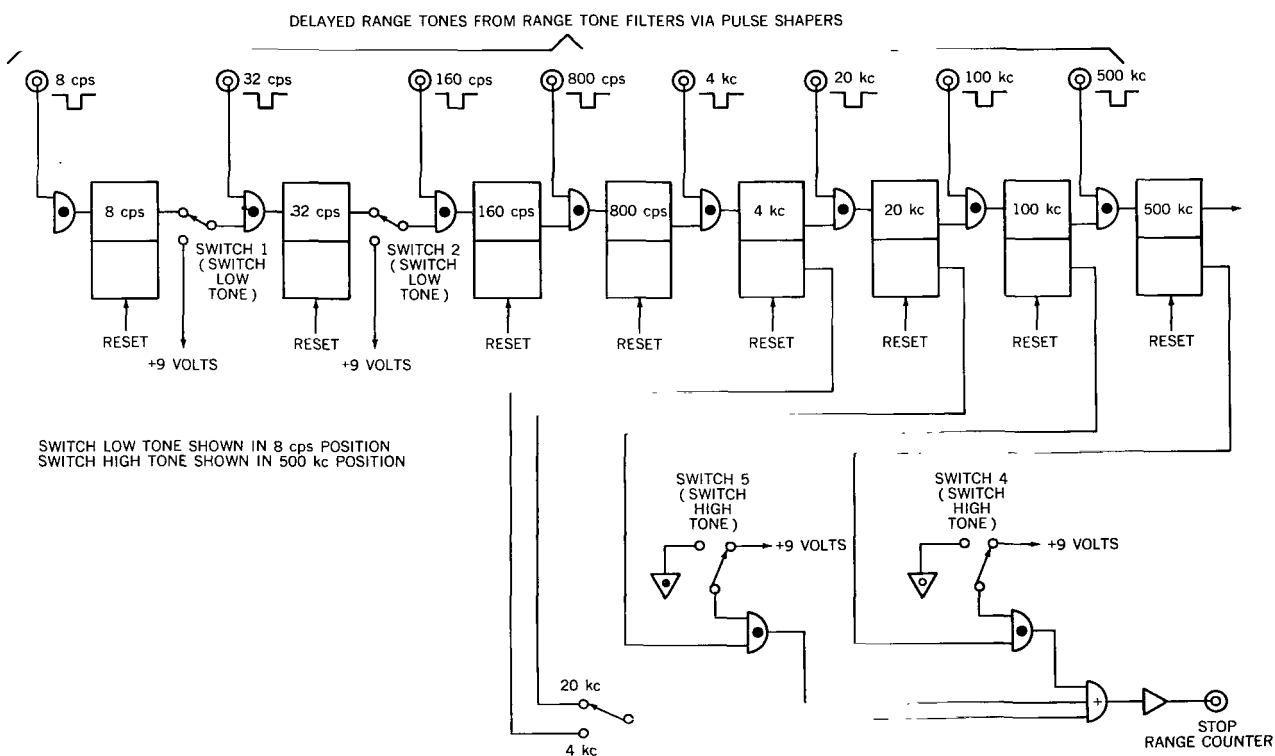 DELAYED RANGE TONES FROM RANGE TONE FILTERS VIA PULSE SHAPERS
8 cps
32 cps
160 cps
800 cps
4 kc
20 kc
100 kc
500 kc
8 cps
32 cps
160 cps
800 cps
4 kc
20 kc
100 kc
500 kc
SWITCH 1
(SWITCH
LOW
TONE)
SWITCH 2
(SWITCH
LOW
TONE)
RESET
RESET
RESET
RESET
RESET
RESET
RESET
RESET
+9 VOLTS
+9 VOLTS
SWITCH LOW TONE SHOWN IN 8 cps POSITION
SWITCH HIGH TONE SHOWN IN 500 kc POSITION
SWITCH 5
(SWITCH
HIGH
TONE)
+9 VOLTS
SWITCH 4
(SWITCH
HIGH
TONE)
+9 VOLTS
20 kc
4 kc
+
STOP
RANGE COUNTER